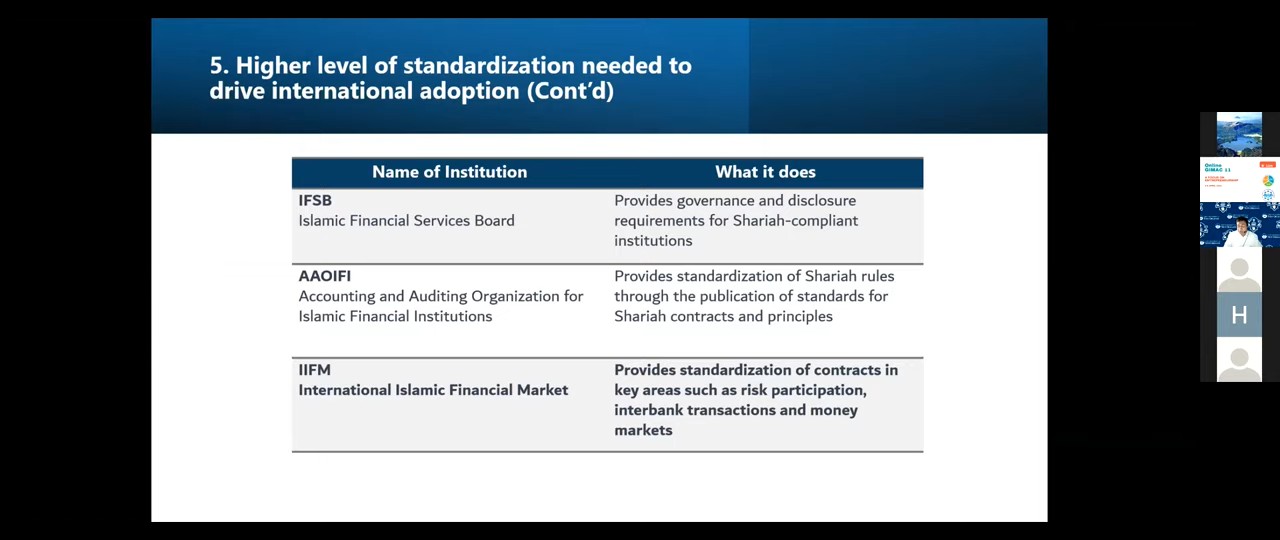 5. Higher level of standardization needed to
drive international adoption (Cont’d)
Name of Institution
What it does
IFSB
Islamic Financial Services Board
Provides governance and disclosure
requirements for Shariah-compliant
institutions
AAOIFI
Accounting and Auditing Organization for
Islamic Financial Institutions
Provides standardization of Shariah rules
through the publication of standards for
Shariah contracts and principles
IIFM
International Islamic Financial Market
Provides standardization of contracts in
key areas such as risk participation,
interbank transactions and money
markets
Online
GIMAC 11
H